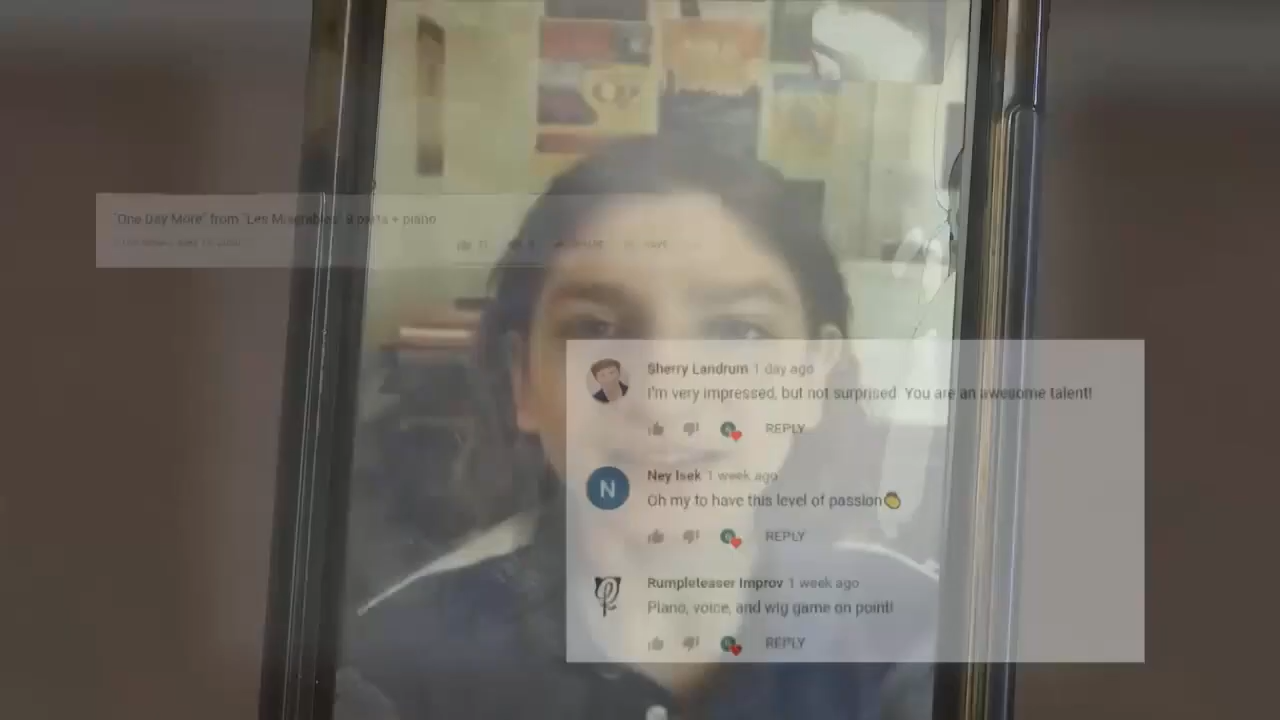 "One Day More" from "Les Miserables" 8 parts + piano
Sherry Landrum 1 day ago
I'm very impressed, but not surprised. You are an awesome talent!
REPLY
Ney Isek 1 week ago
Oh my to have this level of passion👏
REPLY
Rumpleteaser Improv 1 week ago
Piano, voice, and wig game on point!
REPLY